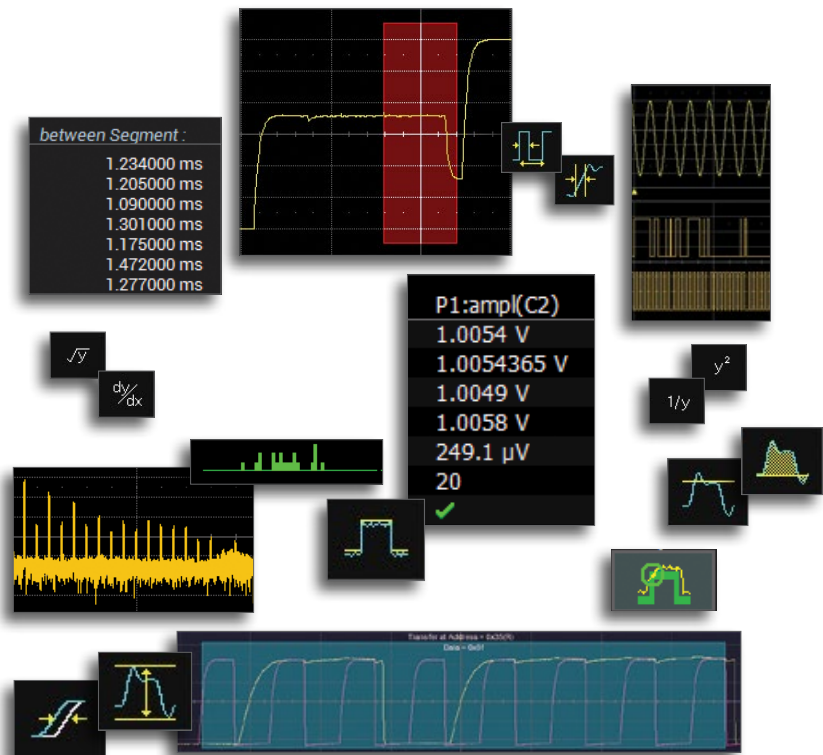 between Segment :
1.234000 ms
1.205000 ms
1.090000 ms
1.301000 ms
1.175000 ms
1.472000 ms
1.277000 ms
P1:ampl(C2)
1.0054 V
1.0054365 V
1.0049 V
1.0058 V
249.1 µV
20
√y
dy/dx
y²
1/y
Transfer at Address = 0x35(R)
Data = 0x91